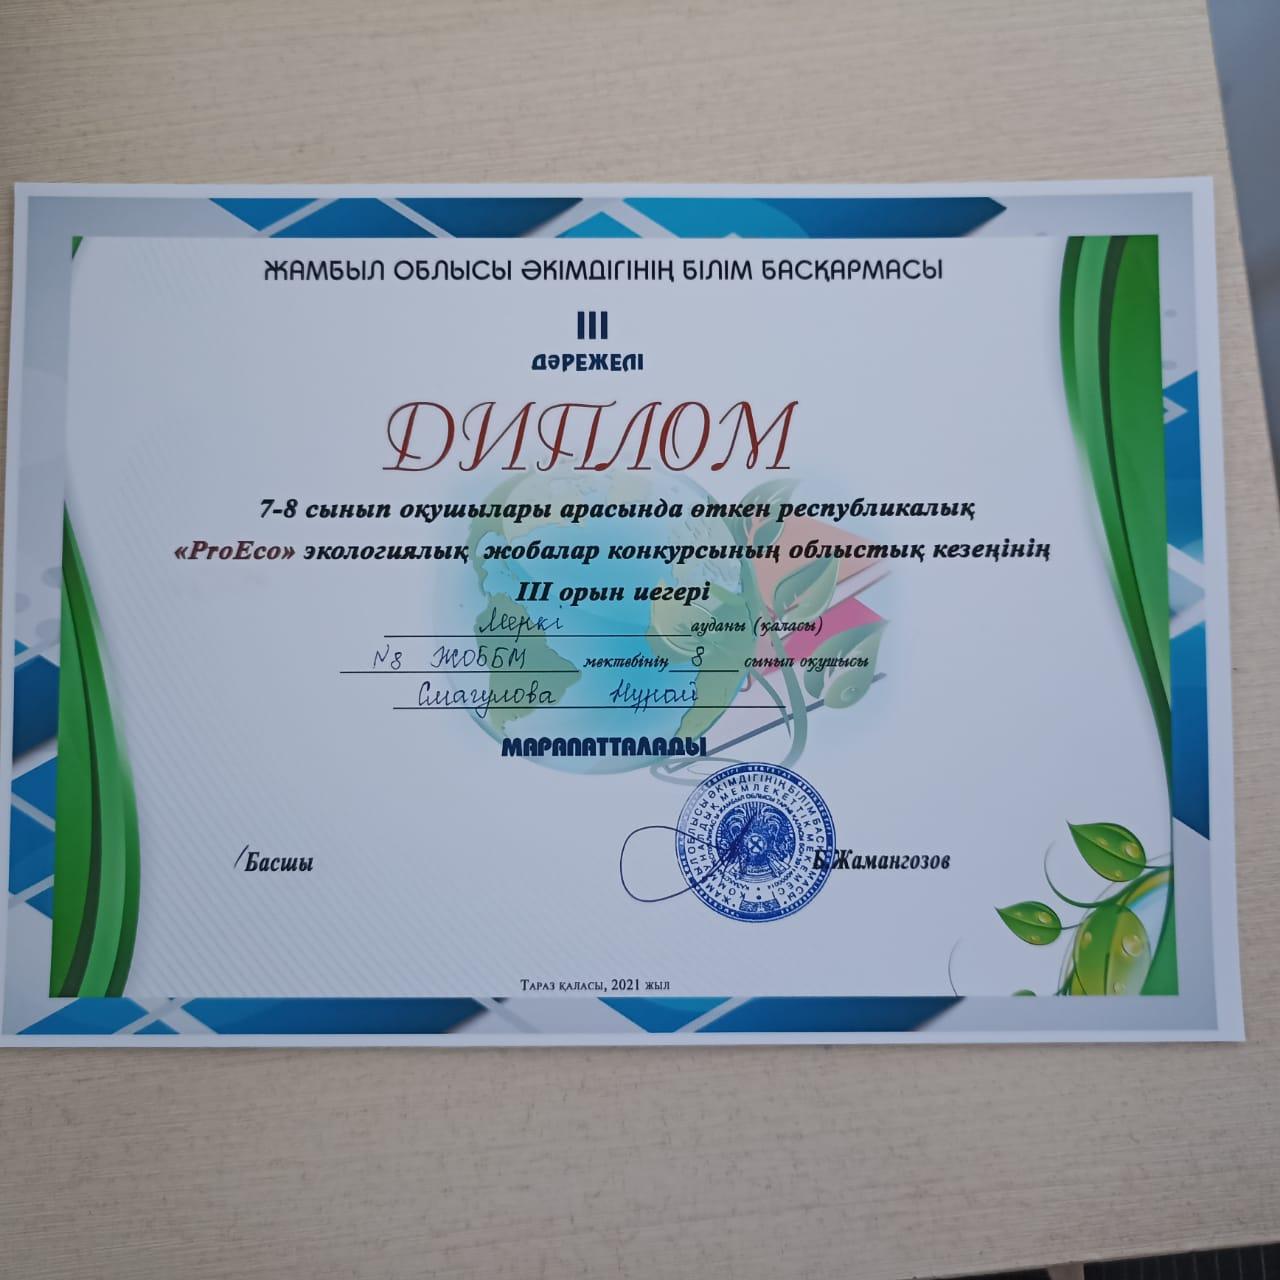 ЖАМБЫЛ ОБЛЫСЫ ӘКІМДІГІНІҢ БІЛІМ БАСҚАРМАСЫ
III
ДӘРЕЖЕЛІ
ДИПЛОМ
7-8 сынып оқушылары арасында өткен республикалық
«ProEco» экологиялық жобалар конкурсының облыстық кезеңінің
III орын иегері
Меркі ауданы (қаласы)
№8 ЖОББМ мектебінің 8 сынып оқушысы
Смагулова Нұрай
МАРАПАТТАЛАДЫ
/Басшы Б.Жамангозов
ТАРАЗ ҚАЛАСЫ, 2021 ЖЫЛ